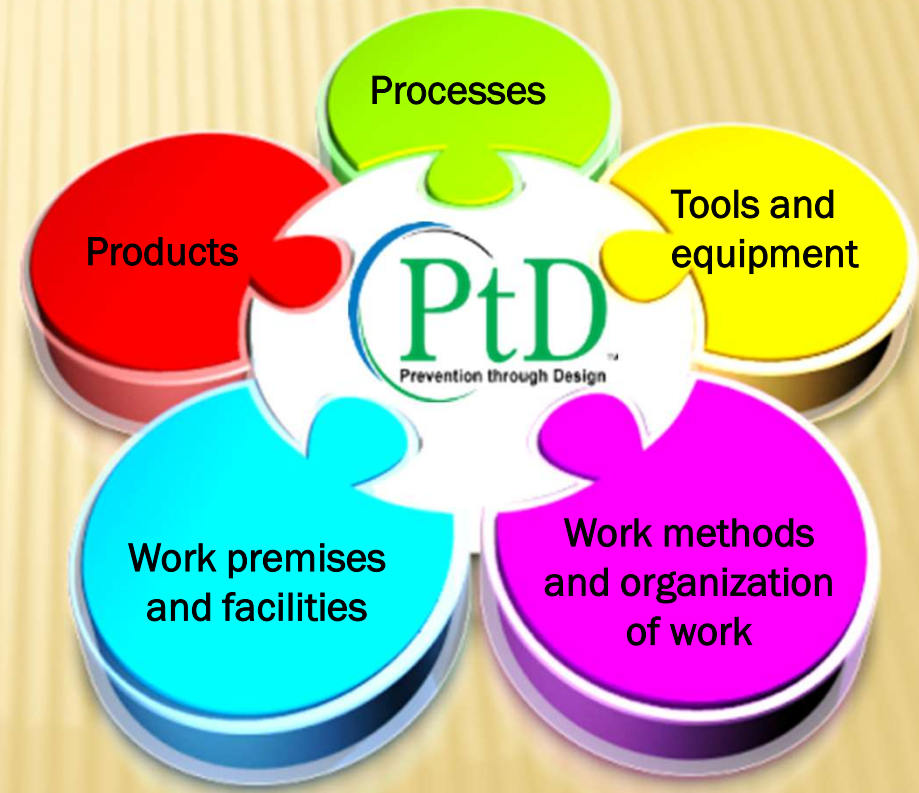 Processes
Tools and
equipment
Products
PtD
™
Prevention through Design
Work premises
and facilities
Work methods
and organization
of work